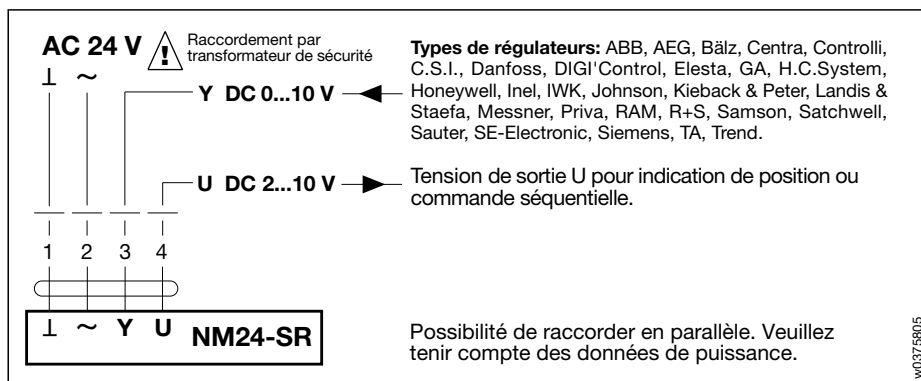 AC 24 V
Raccordement par
transformateur de sécurité
⊥ ~
Y DC 0...10 V
Types de régulateurs: ABB, AEG, Bälz, Centra, Controlli,
C.S.I., Danfoss, DIGI'Control, Elesta, GA, H.C.System,
Honeywell, Inel, IWK, Johnson, Kieback & Peter, Landis &
Staefa, Messner, Priva, RAM, R+S, Samson, Satchwell,
Sauter, SE-Electronic, Siemens, TA, Trend.
U DC 2...10 V
Tension de sortie U pour indication de position ou
commande séquentielle.
1 2 3 4
⊥ ~ Y U NM24-SR
Possibilité de raccorder en parallèle. Veuillez
tenir compte des données de puissance.
w0375805